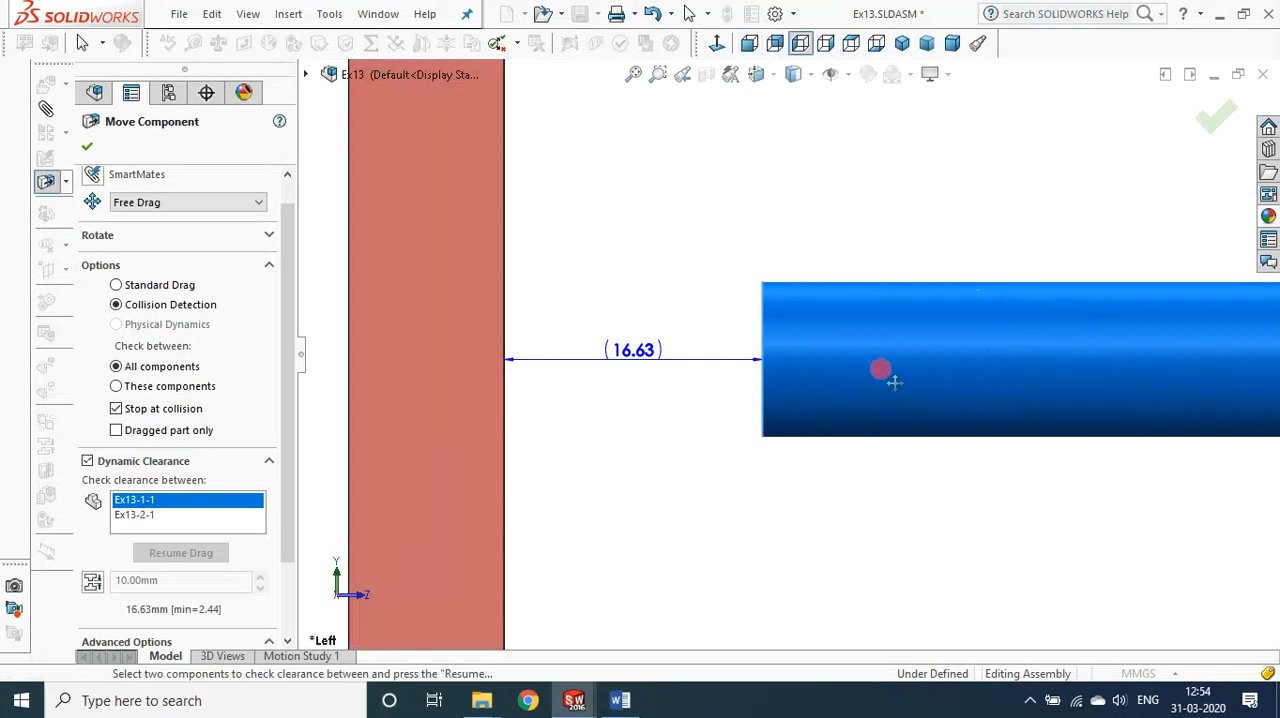 SOLIDWORKS File Edit View Insert Tools Window Help Ex13.SLDASM * Search SOLIDWORKS Help ?
Ex13 (Default<Display Sta...
Move Component ?
SmartMates
Free Drag
Rotate
Options
Standard Drag
Collision Detection
Physical Dynamics
Check between:
All components
These components
Stop at collision
Dragged part only
Dynamic Clearance
Check clearance between:
Ex13-1-1
Ex13-2-1
Resume Drag
10.00mm
16.63mm [min=2.44]
Advanced Options
(16.63)
Y
Z
*Left
Model 3D Views Motion Study 1
Select two components to check clearance between and press the "Resume... Under Defined Editing Assembly MMGS
Type here to search SW 2016 W ENG 12:54
31-03-2020